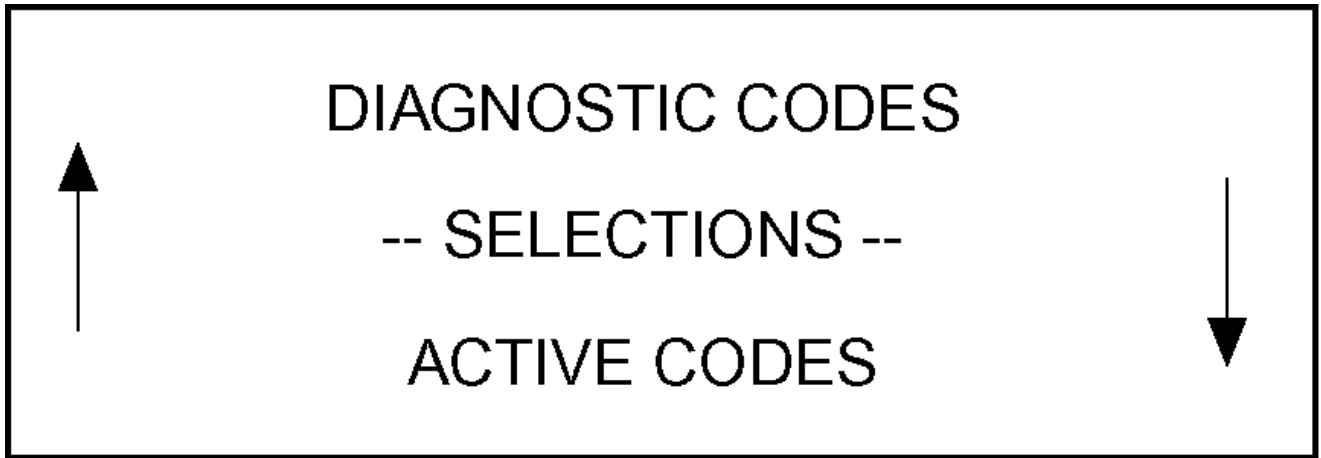 DIAGNOSTIC CODES
-- SELECTIONS --
ACTIVE CODES